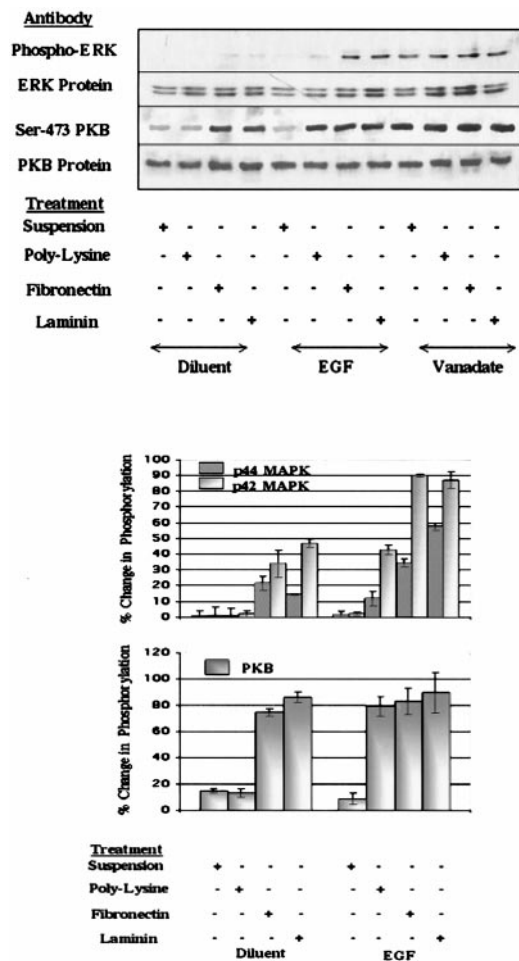 Antibody
Phospho-ERK
ERK Protein
Ser-473 PKB
PKB Protein
Treatment
Suspension + - - - + - - - + - - -
Poly-Lysine - + - - - + - - - + - -
Fibronectin - - + - - - + - - - + -
Laminin - - - + - - - + - - - +
Diluent EGF Vanadate
% Change in Phosphorylation
100
90
80
70
60
50
40
30
20
10
0
p44 MAPK
p42 MAPK
% Change in Phosphorylation
120
100
80
60
40
20
0
PKB
Treatment
Suspension + - - - + - - -
Poly-Lysine - + - - - + - -
Fibronectin - - + - - - + -
Laminin - - - + - - - +
Diluent EGF